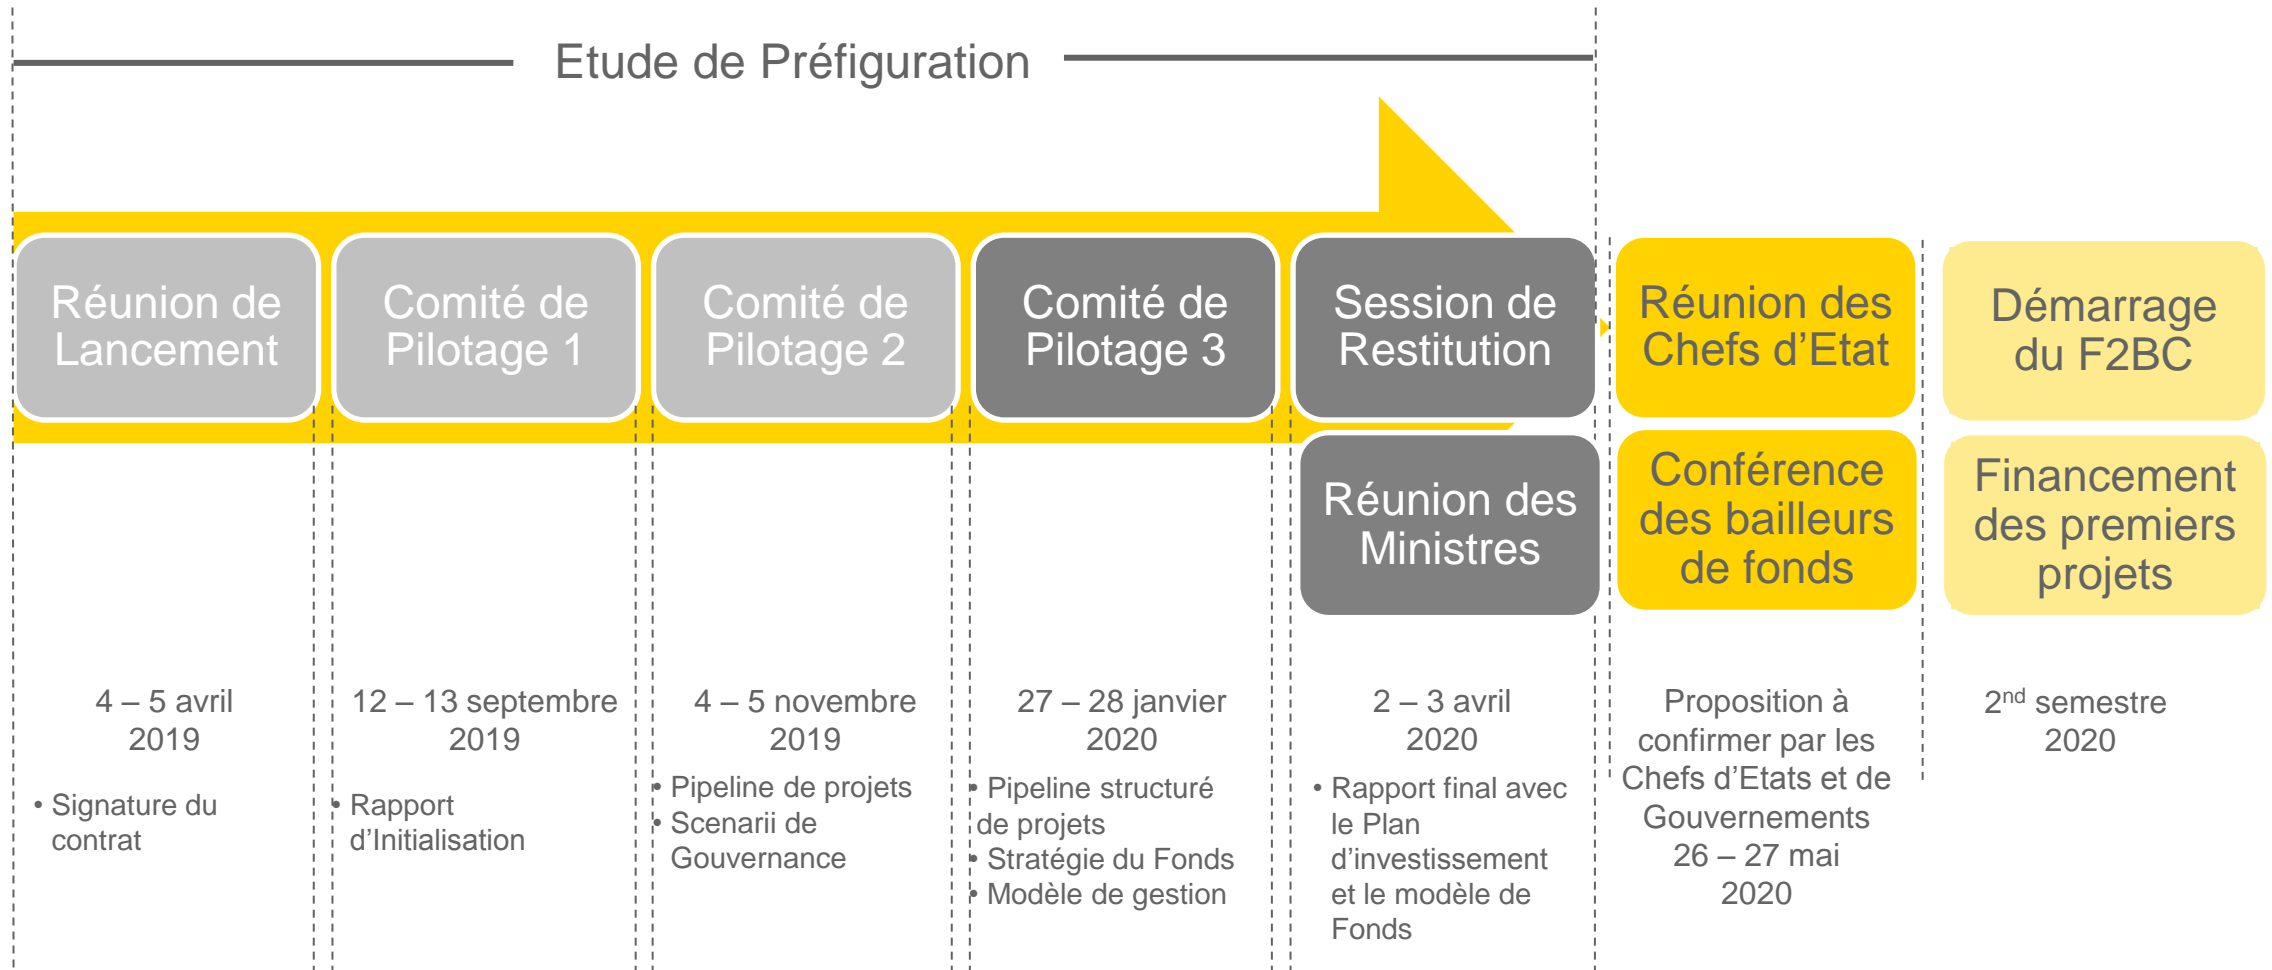 Etude de Préfiguration
Réunion de
Lancement
Comité de
Pilotage 1
Comité de
Pilotage 2
Comité de
Pilotage 3
Session de
Restitution
Réunion des
Chefs d’Etat
Démarrage
du F2BC
Réunion des
Ministres
Conférence
des bailleurs
de fonds
Financement
des premiers
projets
4 – 5 avril
2019
• Signature du
contrat
12 – 13 septembre
2019
• Rapport
d’Initialisation
4 – 5 novembre
2019
• Pipeline de projets
• Scenarii de
Gouvernance
27 – 28 janvier
2020
• Pipeline structuré
de projets
• Stratégie du Fonds
• Modèle de gestion
2 – 3 avril
2020
• Rapport final avec
le Plan
d’investissement
et le modèle de
Fonds
Proposition à
confirmer par les
Chefs d’Etats et de
Gouvernements
26 – 27 mai
2020
2nd semestre
2020